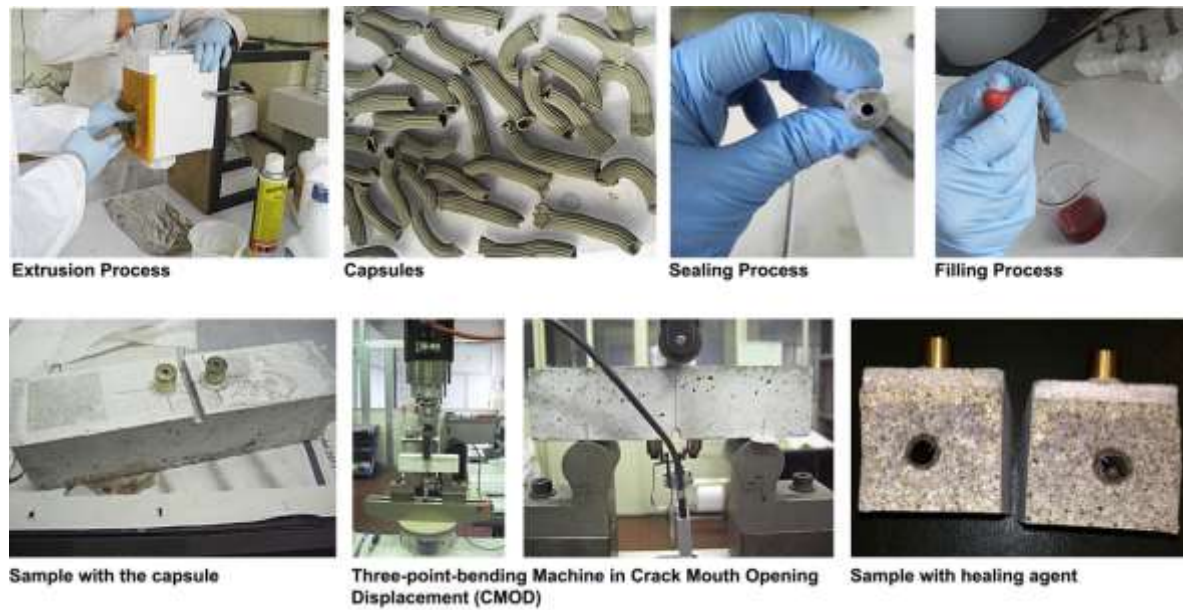 Extrusion Process
Capsules
Sealing Process
Filling Process
Sample with the capsule
Three-point-bending Machine in Crack Mouth Opening
Displacement (CMOD)
Sample with healing agent